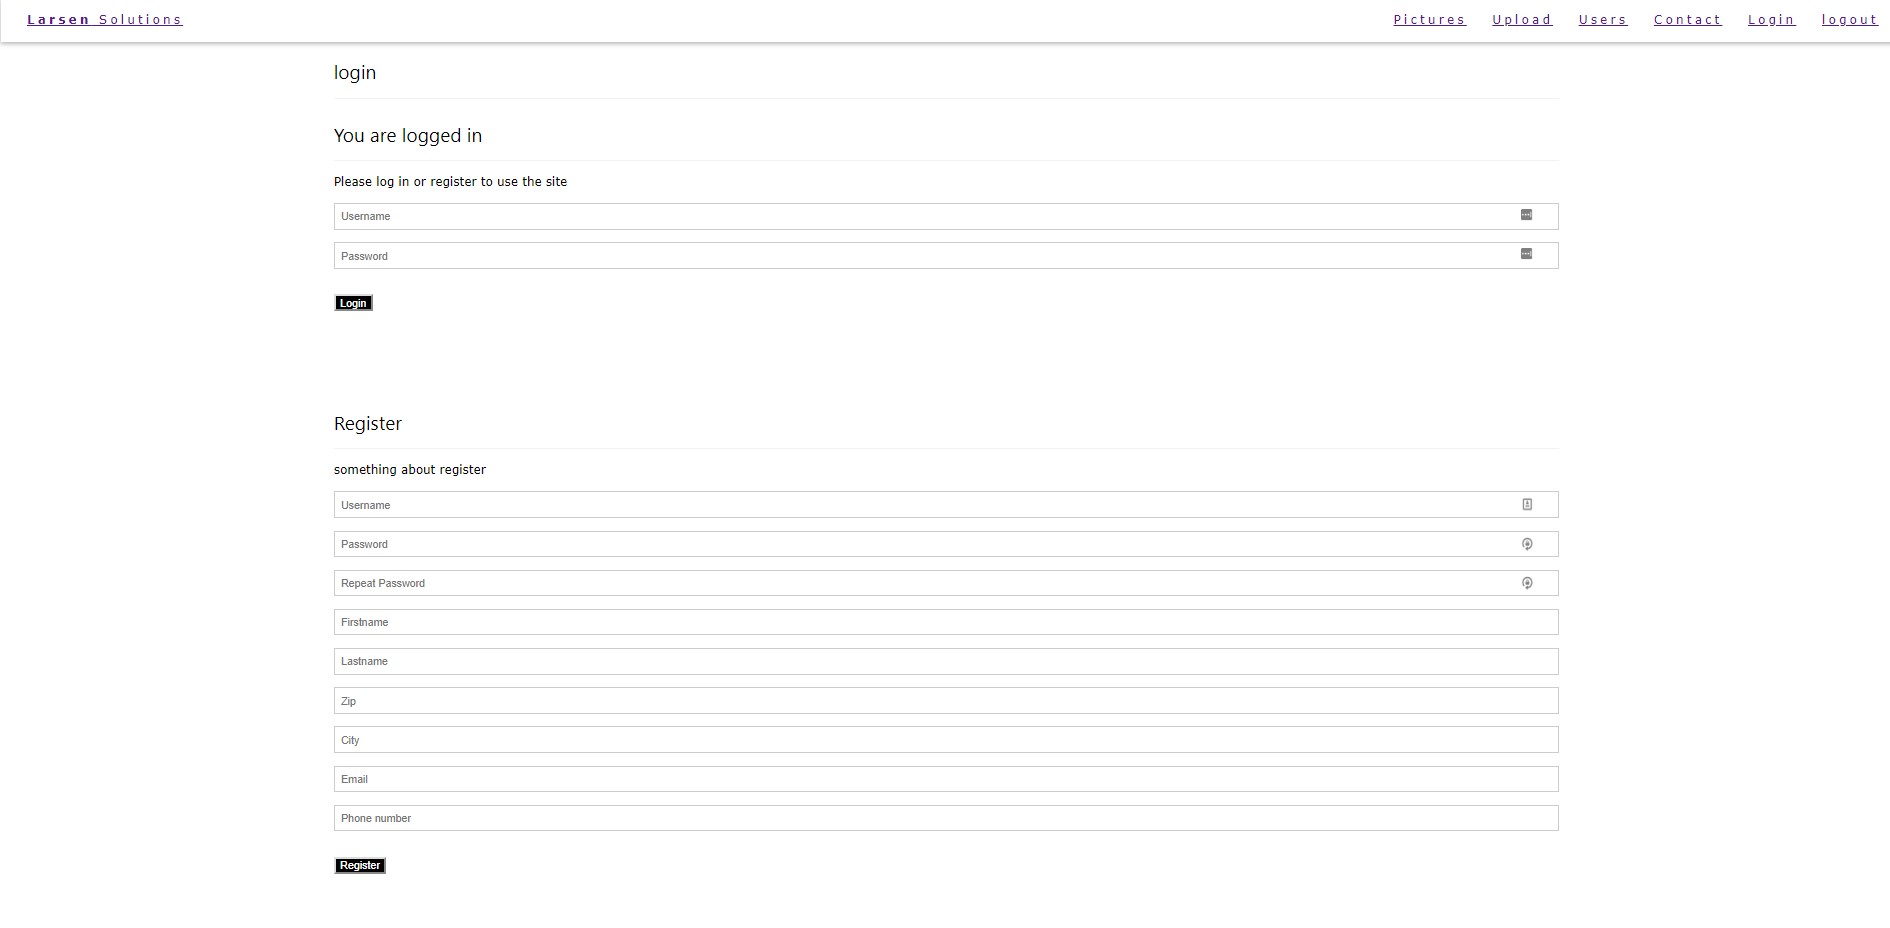 Larsen Solutions Pictures Upload Users Contact Login logout
login
You are logged in
Please log in or register to use the site
Username
Password
Login
Register
something about register
Username
Password
Repeat Password
Firstname
Lastname
Zip
City
Email
Phone number
Register